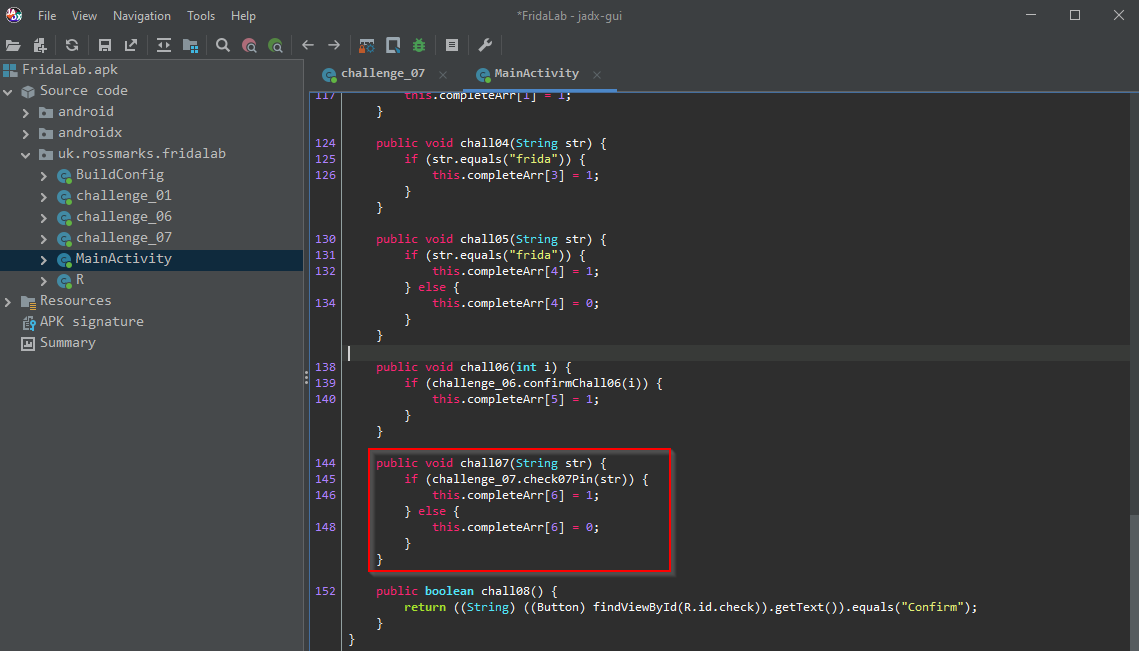 File View Navigation Tools Help *FridaLab - jadx-gui
FridaLab.apk
Source code
android
androidx
uk.rossmarks.fridalab
BuildConfig
challenge_01
challenge_06
challenge_07
MainActivity
R
Resources
APK signature
Summary
challenge_07 MainActivity
117 this.completeArr[1] = 1;
}
124 public void chall04(String str) {
125 if (str.equals("frida")) {
126 this.completeArr[3] = 1;
}
}
130 public void chall05(String str) {
131 if (str.equals("frida")) {
132 this.completeArr[4] = 1;
} else {
134 this.completeArr[4] = 0;
}
}
138 public void chall06(int i) {
139 if (challenge_06.confirmChall06(i)) {
140 this.completeArr[5] = 1;
}
}
144 public void chall07(String str) {
145 if (challenge_07.check07Pin(str)) {
146 this.completeArr[6] = 1;
} else {
148 this.completeArr[6] = 0;
}
}
152 public boolean chall08() {
return ((String) ((Button) findViewById(R.id.check)).getText()).equals("Confirm");
}
}